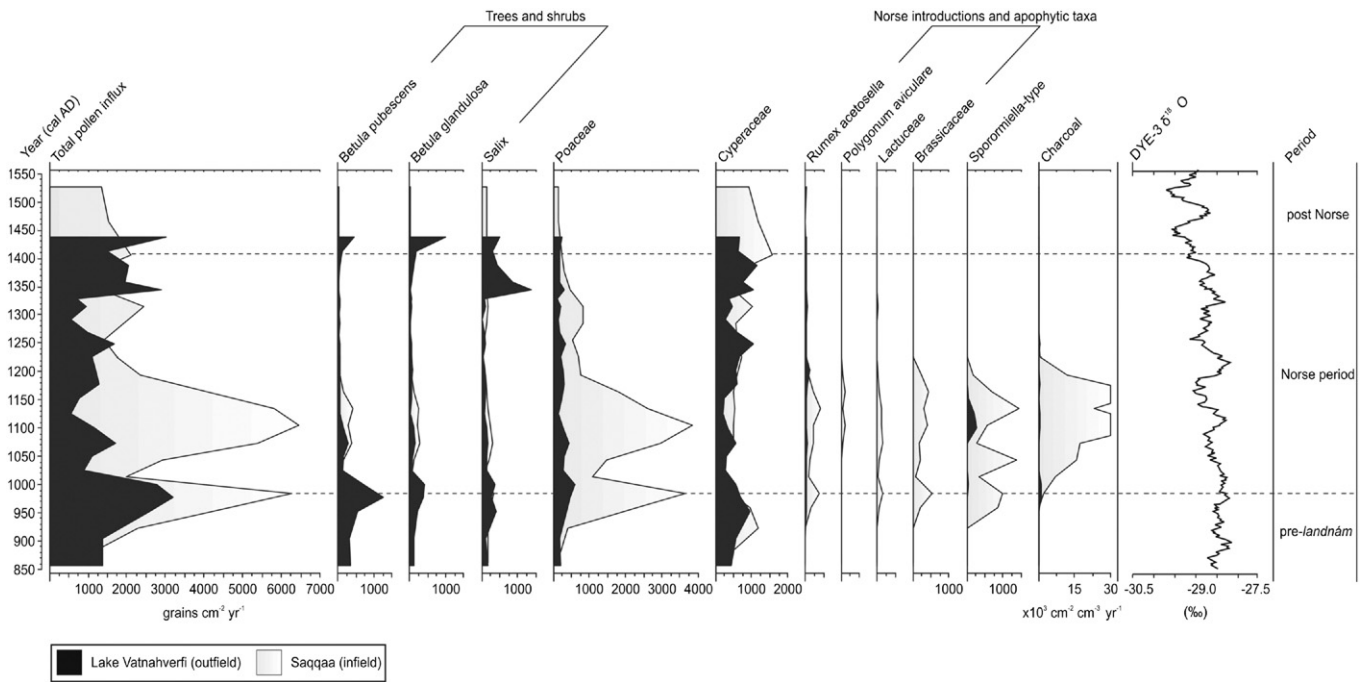 Trees and shrubs
Norse introductions and apophytic taxa
Year (cal AD)
Total pollen influx
Betula pubescens
Betula glandulosa
Salix
Poaceae
Cyperaceae
Rumex acetosella
Polygonum aviculare
Lactuceae
Brassicaceae
Sporormiella-type
Charcoal
DYE-3 δ¹⁸ O
Period
1550
1500
1450
1400
1350
1300
1250
1200
1150
1100
1050
1000
950
900
850
post Norse
Norse period
pre-landnám
1000 2000 3000 4000 5000 6000 7000
1000
1000
1000
1000 2000 3000 4000
1000 2000
1000
1000
15 30
-30.5 -29.0 -27.5
grains cm⁻² yr⁻¹
x10³ cm⁻² cm⁻³ yr⁻¹
(‰)
Lake Vatnahverfi (outfield)
Saqqaa (infield)